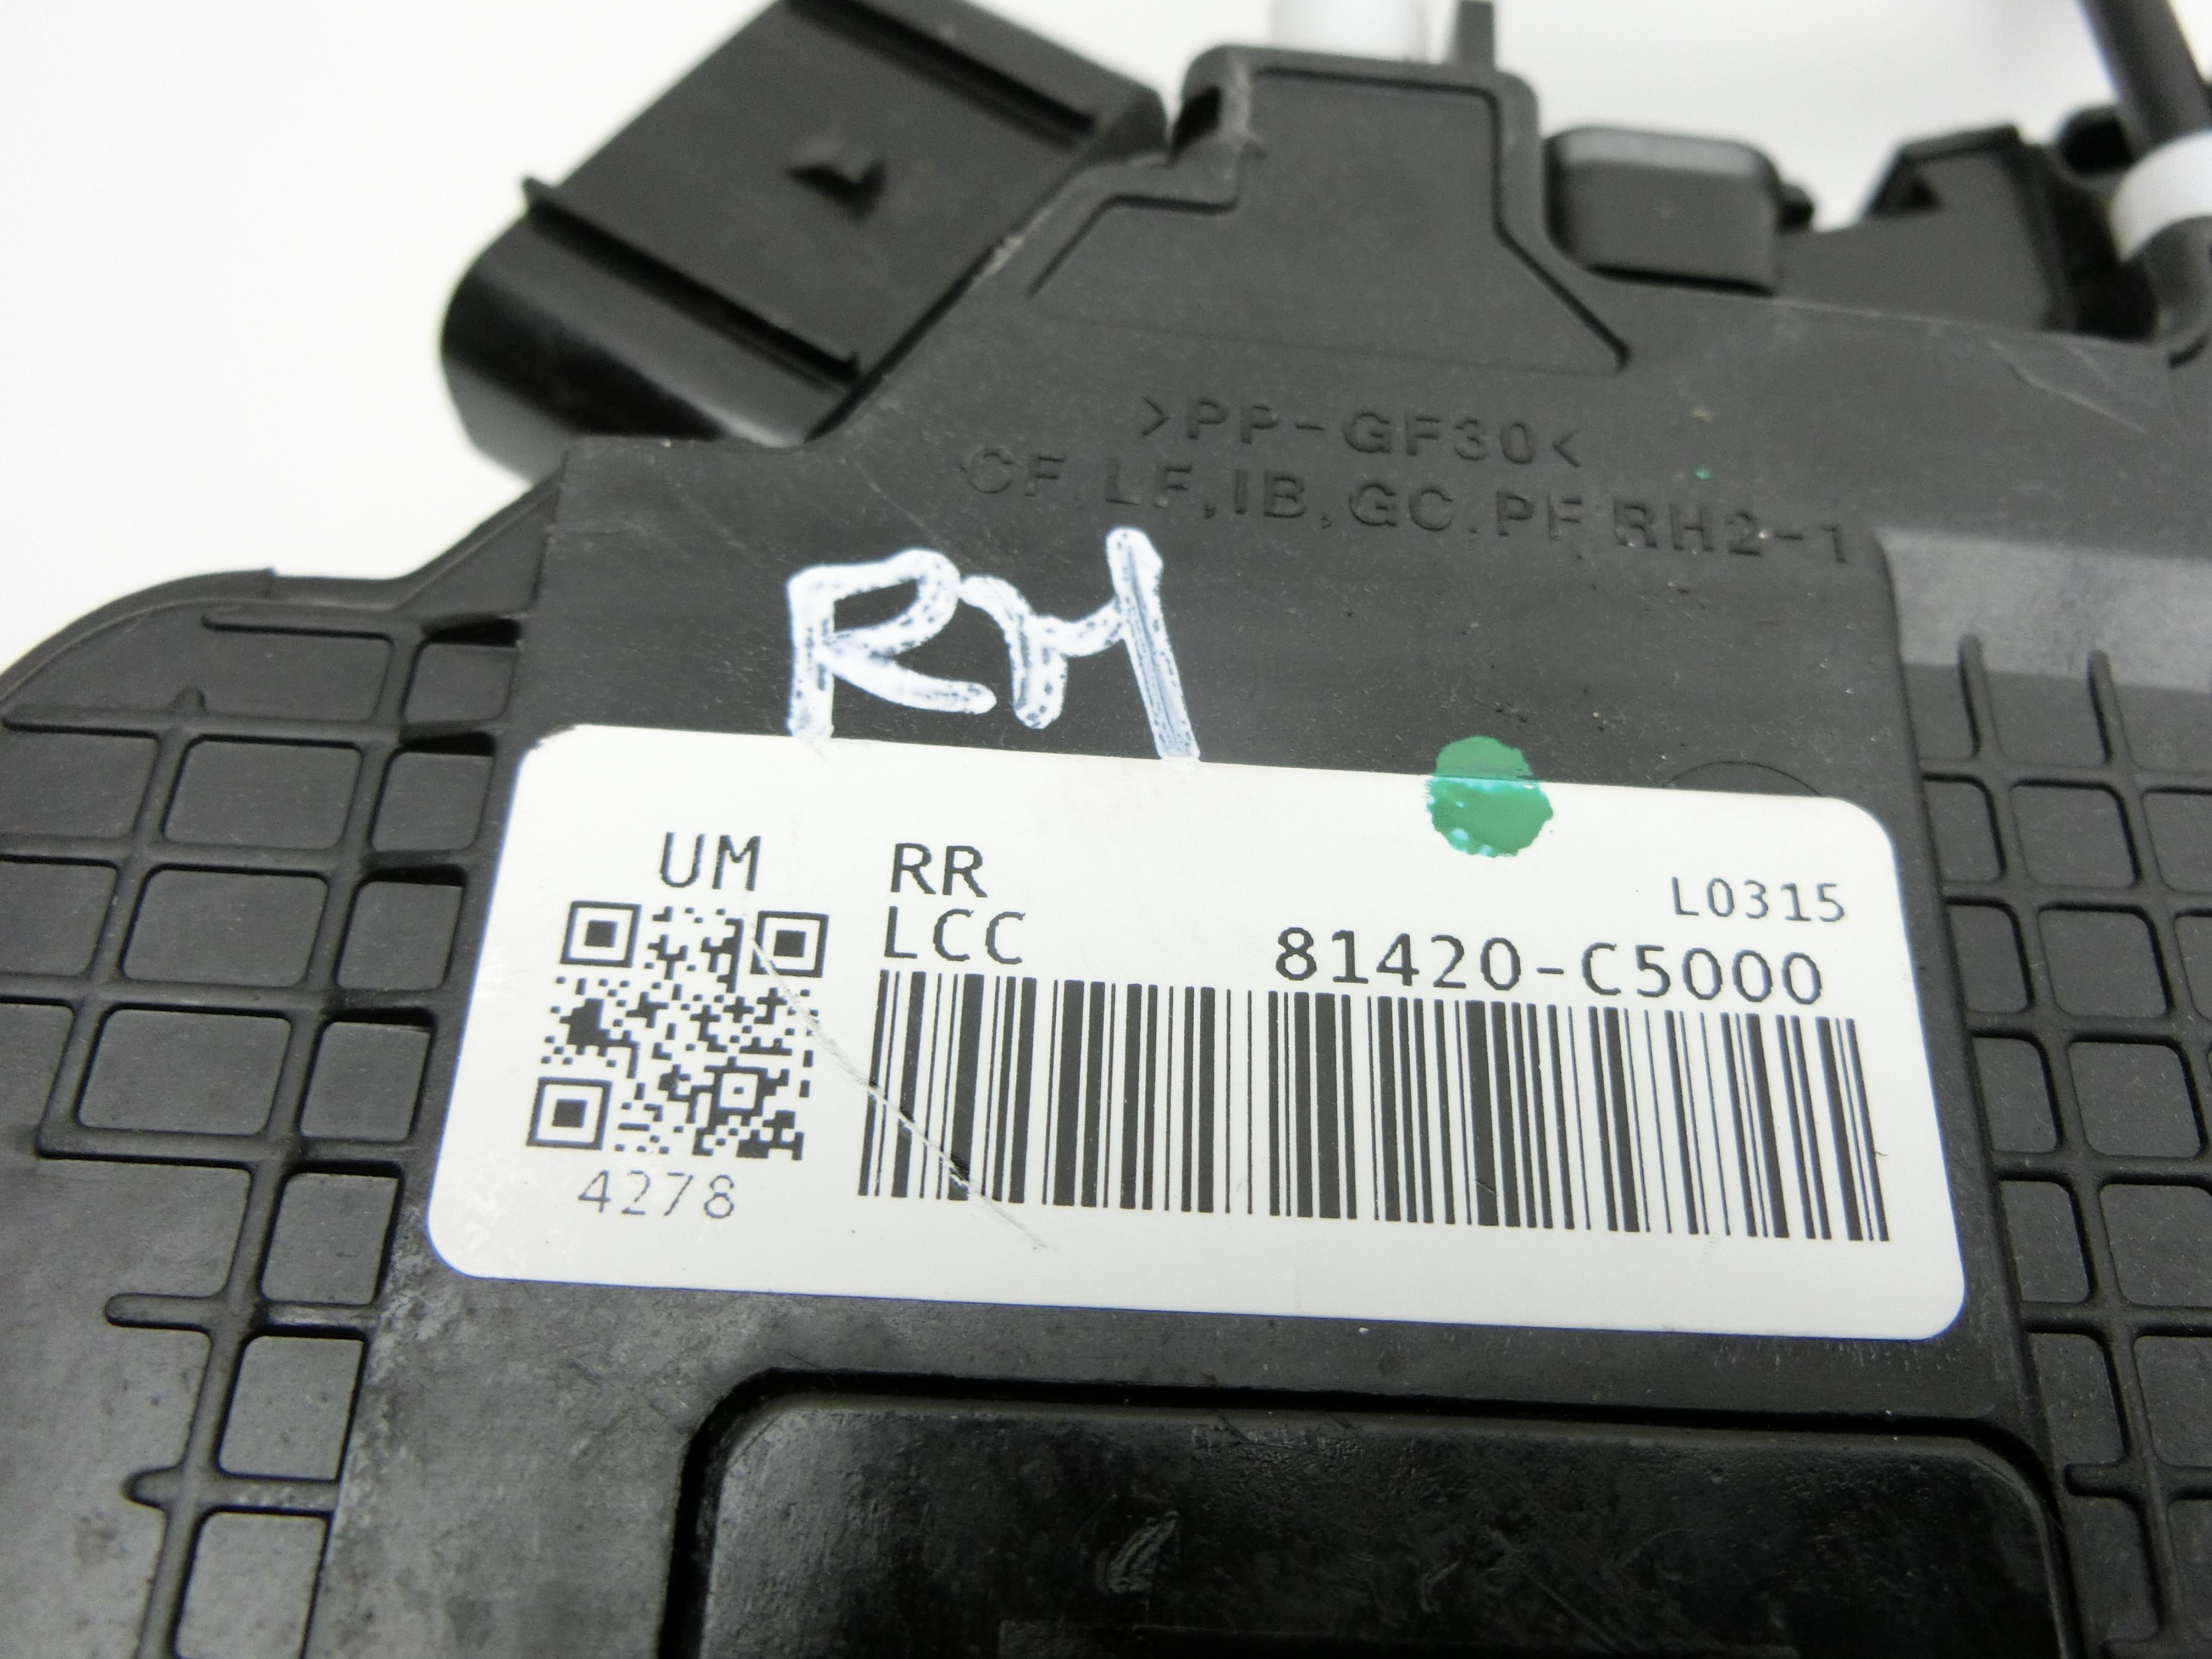 >PP-GF30<
CF,LF,IB,GC,PF,RH2-1
RH
UM
RR
L0315
LCC
81420-C5000
4278